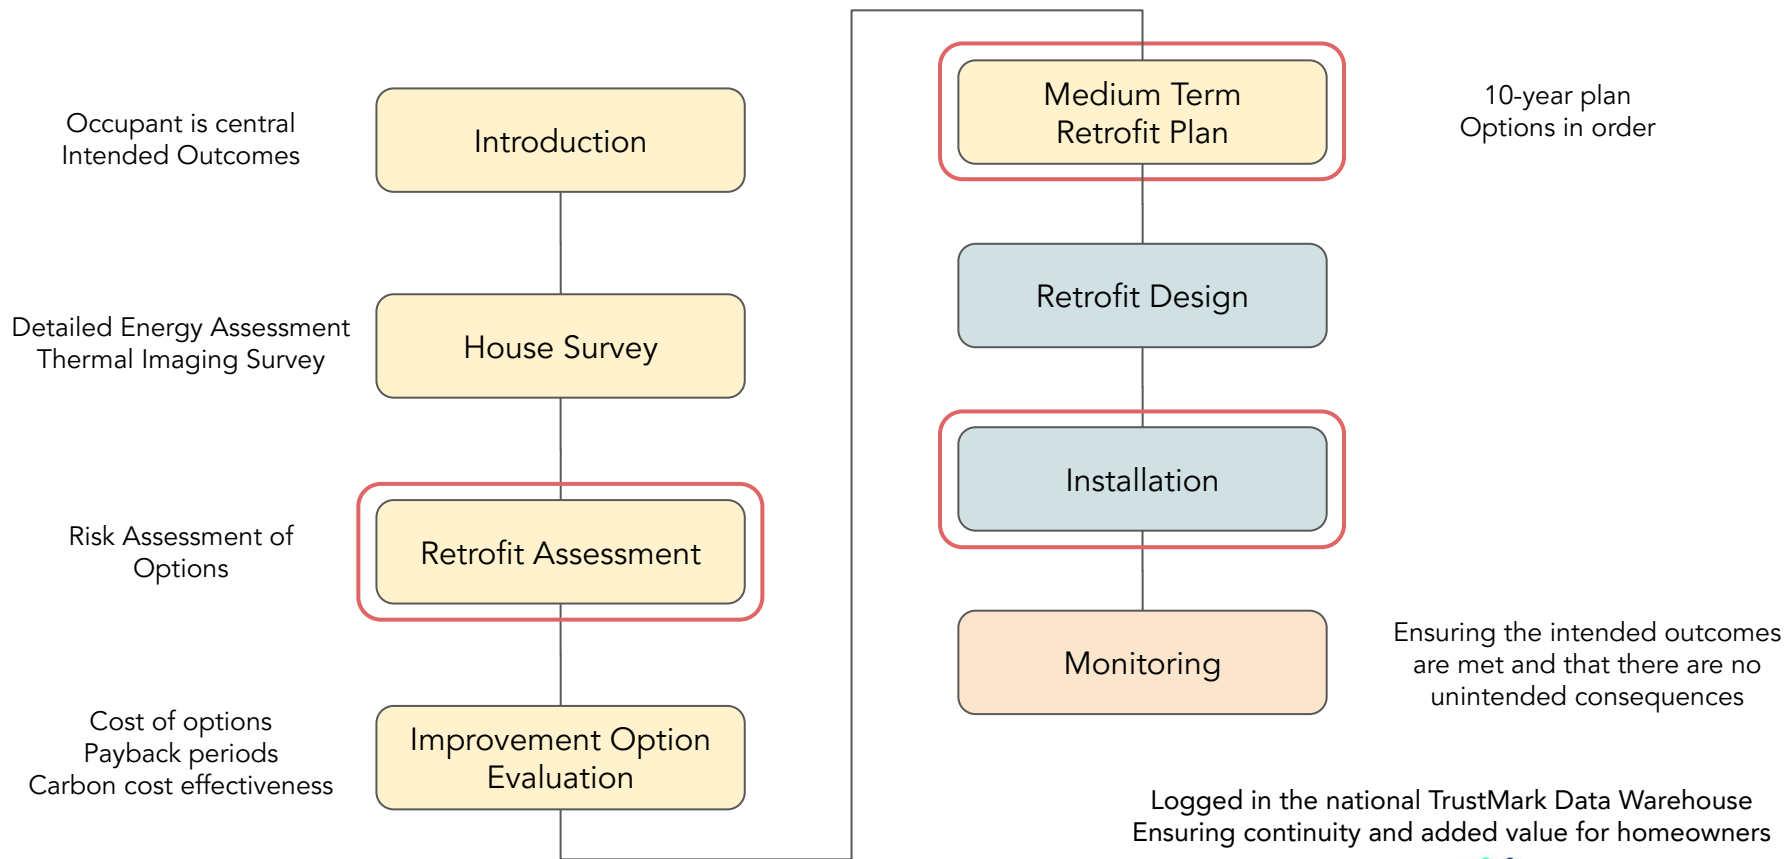 Occupant is central
Intended Outcomes
Introduction
Detailed Energy Assessment
Thermal Imaging Survey
House Survey
Risk Assessment of
Options
Retrofit Assessment
Cost of options
Payback periods
Carbon cost effectiveness
Improvement Option
Evaluation
Medium Term
Retrofit Plan
10-year plan
Options in order
Retrofit Design
Installation
Monitoring
Ensuring the intended outcomes
are met and that there are no
unintended consequences
Logged in the national TrustMark Data Warehouse
Ensuring continuity and added value for homeowners